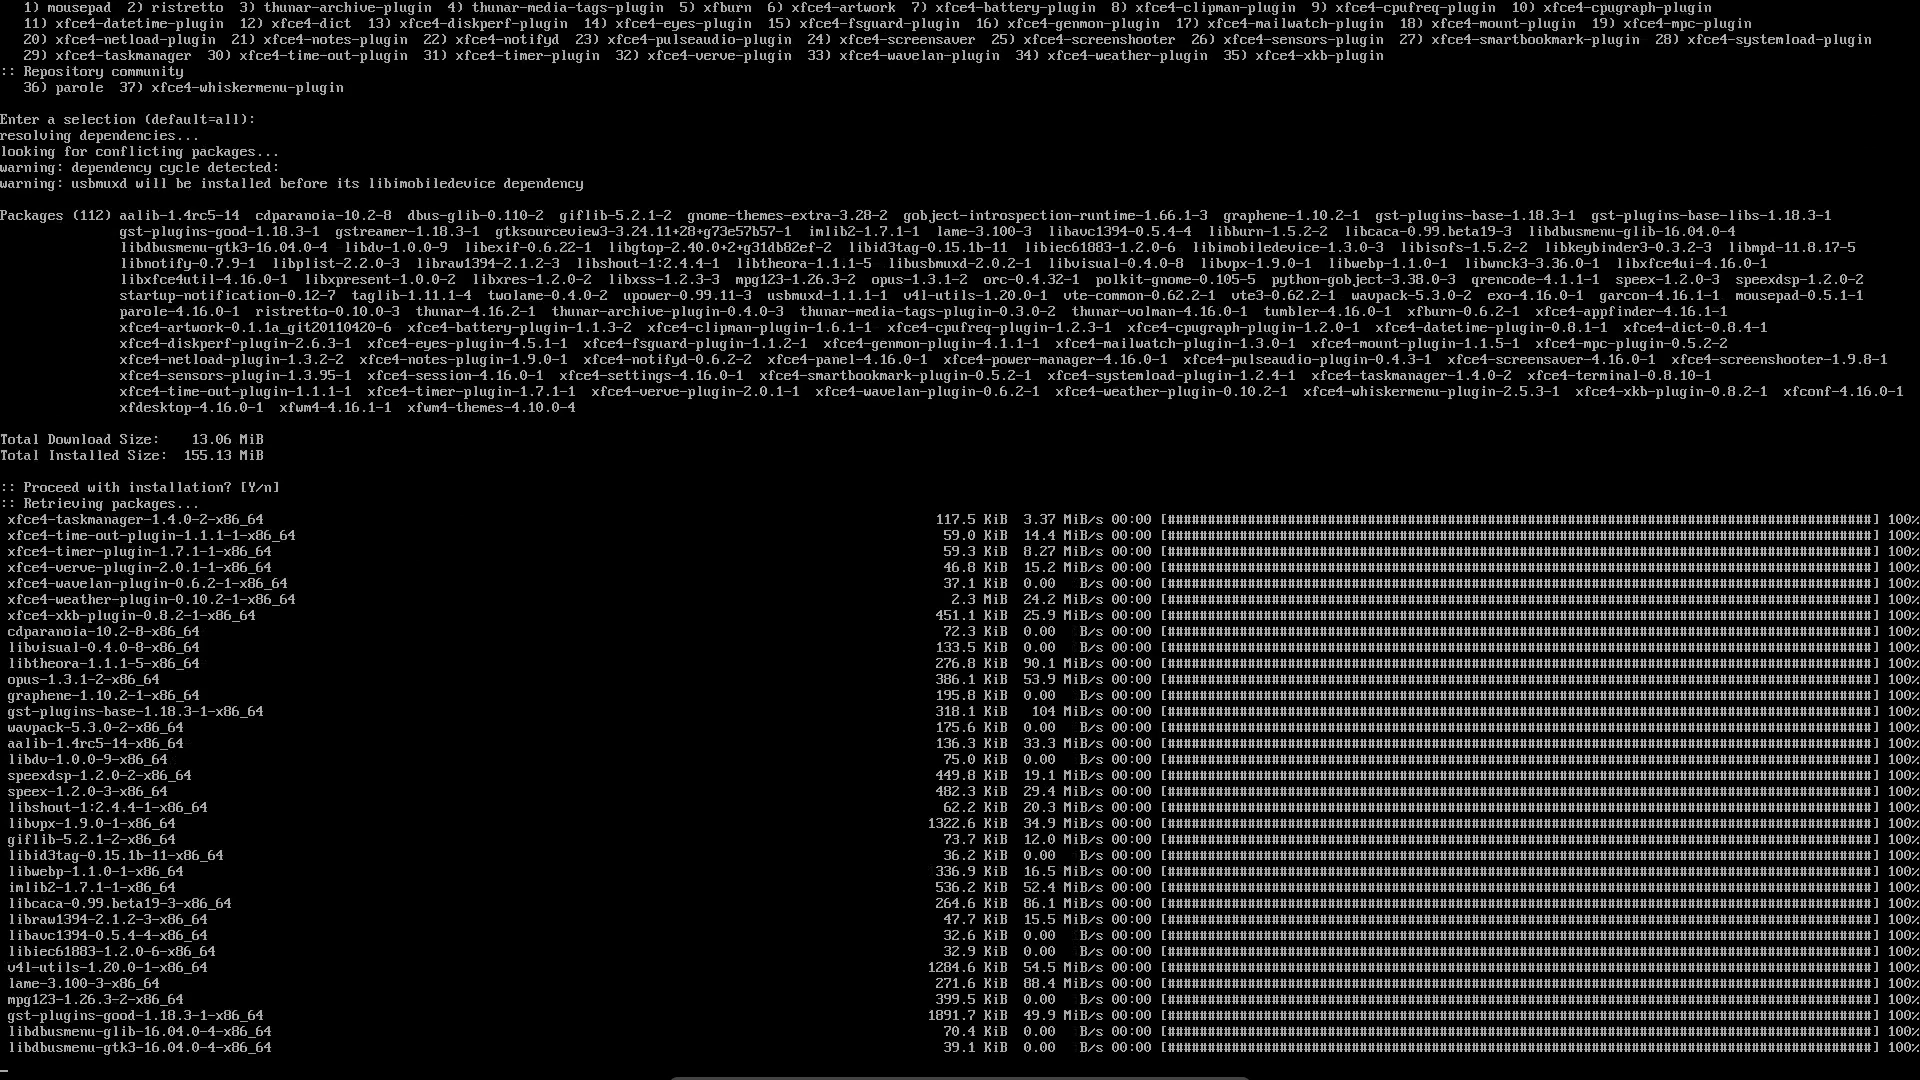 1) mousepad  2) ristretto  3) thunar-archive-plugin  4) thunar-media-tags-plugin  5) xfburn  6) xfce4-artwork  7) xfce4-battery-plugin  8) xfce4-clipman-plugin  9) xfce4-cpufreq-plugin  10) xfce4-cpugraph-plugin
11) xfce4-datetime-plugin  12) xfce4-dict  13) xfce4-diskperf-plugin  14) xfce4-eyes-plugin  15) xfce4-fsguard-plugin  16) xfce4-genmon-plugin  17) xfce4-mailwatch-plugin  18) xfce4-mount-plugin  19) xfce4-mpc-plugin
20) xfce4-netload-plugin  21) xfce4-notes-plugin  22) xfce4-notifyd  23) xfce4-pulseaudio-plugin  24) xfce4-screensaver  25) xfce4-screenshooter  26) xfce4-sensors-plugin  27) xfce4-smartbookmark-plugin  28) xfce4-systemload-plugin
29) xfce4-taskmanager  30) xfce4-time-out-plugin  31) xfce4-timer-plugin  32) xfce4-verve-plugin  33) xfce4-wavelan-plugin  34) xfce4-weather-plugin  35) xfce4-xkb-plugin
:: Repository community
36) parole  37) xfce4-whiskermenu-plugin
Enter a selection (default=all):
resolving dependencies...
looking for conflicting packages...
warning: dependency cycle detected:
warning: usbmuxd will be installed before its libimobiledevice dependency
Packages (112) aalib-1.4rc5-14  cdparanoia-10.2-8  dbus-glib-0.110-2  giflib-5.2.1-2  gnome-themes-extra-3.28-2  gobject-introspection-runtime-1.66.1-3  graphene-1.10.2-1  gst-plugins-base-1.18.3-1  gst-plugins-base-libs-1.18.3-1
gst-plugins-good-1.18.3-1  gstreamer-1.18.3-1  gtksourceview3-3.24.11+28+g73e57b57-1  imlib2-1.7.1-1  lame-3.100-3  libavc1394-0.5.4-4  libburn-1.5.2-2  libcaca-0.99.beta19-3  libdbusmenu-glib-16.04.0-4
libdbusmenu-gtk3-16.04.0-4  libdv-1.0.0-9  libexif-0.6.22-1  libgtop-2.40.0+2+g31db82ef-2  libid3tag-0.15.1b-11  libiec61883-1.2.0-6  libimobiledevice-1.3.0-3  libisofs-1.5.2-2  libkeybinder3-0.3.2-3  libmpd-11.8.17-5
libnotify-0.7.9-1  libplist-2.2.0-3  libraw1394-2.1.2-3  libshout-1:2.4.4-1  libtheora-1.1.1-5  libusbmuxd-2.0.2-1  libvisual-0.4.0-8  libvpx-1.9.0-1  libwebp-1.1.0-1  libwnck3-3.36.0-1  libxfce4ui-4.16.0-1
libxfce4util-4.16.0-1  libxpresent-1.0.0-2  libxres-1.2.0-2  libxss-1.2.3-3  mpg123-1.26.3-2  opus-1.3.1-2  orc-0.4.32-1  polkit-gnome-0.105-5  python-gobject-3.38.0-3  qrencode-4.1.1-1  speex-1.2.0-3  speexdsp-1.2.0-2
startup-notification-0.12-7  taglib-1.11.1-4  twolame-0.4.0-2  upower-0.99.11-3  usbmuxd-1.1.1-1  v4l-utils-1.20.0-1  vte-common-0.62.2-1  vte3-0.62.2-1  wavpack-5.3.0-2  exo-4.16.0-1  garcon-4.16.1-1  mousepad-0.5.1-1
parole-4.16.0-1  ristretto-0.10.0-3  thunar-4.16.2-1  thunar-archive-plugin-0.4.0-3  thunar-media-tags-plugin-0.3.0-2  thunar-volman-4.16.0-1  tumbler-4.16.0-1  xfburn-0.6.2-1  xfce4-appfinder-4.16.1-1
xfce4-artwork-0.1.1a_git20110420-6  xfce4-battery-plugin-1.1.3-2  xfce4-clipman-plugin-1.6.1-1  xfce4-cpufreq-plugin-1.2.3-1  xfce4-cpugraph-plugin-1.2.0-1  xfce4-datetime-plugin-0.8.1-1  xfce4-dict-0.8.4-1
xfce4-diskperf-plugin-2.6.3-1  xfce4-eyes-plugin-4.5.1-1  xfce4-fsguard-plugin-1.1.2-1  xfce4-genmon-plugin-4.1.1-1  xfce4-mailwatch-plugin-1.3.0-1  xfce4-mount-plugin-1.1.5-1  xfce4-mpc-plugin-0.5.2-2
xfce4-netload-plugin-1.3.2-2  xfce4-notes-plugin-1.9.0-1  xfce4-notifyd-0.6.2-2  xfce4-panel-4.16.0-1  xfce4-power-manager-4.16.0-1  xfce4-pulseaudio-plugin-0.4.3-1  xfce4-screensaver-4.16.0-1  xfce4-screenshooter-1.9.8-1
xfce4-sensors-plugin-1.3.95-1  xfce4-session-4.16.0-1  xfce4-settings-4.16.0-1  xfce4-smartbookmark-plugin-0.5.2-1  xfce4-systemload-plugin-1.2.4-1  xfce4-taskmanager-1.4.0-2  xfce4-terminal-0.8.10-1
xfce4-time-out-plugin-1.1.1-1  xfce4-timer-plugin-1.7.1-1  xfce4-verve-plugin-2.0.1-1  xfce4-wavelan-plugin-0.6.2-1  xfce4-weather-plugin-0.10.2-1  xfce4-whiskermenu-plugin-2.5.3-1  xfce4-xkb-plugin-0.8.2-1  xfconf-4.16.0-1
xfdesktop-4.16.0-1  xfwm4-4.16.1-1  xfwm4-themes-4.10.0-4
Total Download Size:    13.06 MiB
Total Installed Size:  155.13 MiB
:: Proceed with installation? [Y/n]
:: Retrieving packages...
xfce4-taskmanager-1.4.0-2-x86_64 117.5 KiB 3.37 MiB/s 00:00 [########################################] 100%
xfce4-time-out-plugin-1.1.1-1-x86_64 59.0 KiB 14.4 MiB/s 00:00 [########################################] 100%
xfce4-timer-plugin-1.7.1-1-x86_64 59.3 KiB 8.27 MiB/s 00:00 [########################################] 100%
xfce4-verve-plugin-2.0.1-1-x86_64 46.8 KiB 15.2 MiB/s 00:00 [########################################] 100%
xfce4-wavelan-plugin-0.6.2-1-x86_64 37.1 KiB 0.00 B/s 00:00 [########################################] 100%
xfce4-weather-plugin-0.10.2-1-x86_64 2.3 MiB 24.2 MiB/s 00:00 [########################################] 100%
xfce4-xkb-plugin-0.8.2-1-x86_64 451.1 KiB 25.9 MiB/s 00:00 [########################################] 100%
cdparanoia-10.2-8-x86_64 72.3 KiB 0.00 B/s 00:00 [########################################] 100%
libvisual-0.4.0-8-x86_64 133.5 KiB 0.00 B/s 00:00 [########################################] 100%
libtheora-1.1.1-5-x86_64 276.8 KiB 90.1 MiB/s 00:00 [########################################] 100%
opus-1.3.1-2-x86_64 386.1 KiB 53.9 MiB/s 00:00 [########################################] 100%
graphene-1.10.2-1-x86_64 195.8 KiB 0.00 B/s 00:00 [########################################] 100%
gst-plugins-base-1.18.3-1-x86_64 318.1 KiB 104 MiB/s 00:00 [########################################] 100%
wavpack-5.3.0-2-x86_64 175.6 KiB 0.00 B/s 00:00 [########################################] 100%
aalib-1.4rc5-14-x86_64 136.3 KiB 33.3 MiB/s 00:00 [########################################] 100%
libdv-1.0.0-9-x86_64 75.0 KiB 0.00 B/s 00:00 [########################################] 100%
speexdsp-1.2.0-2-x86_64 449.8 KiB 19.1 MiB/s 00:00 [########################################] 100%
speex-1.2.0-3-x86_64 482.3 KiB 29.4 MiB/s 00:00 [########################################] 100%
libshout-1:2.4.4-1-x86_64 62.2 KiB 20.3 MiB/s 00:00 [########################################] 100%
libvpx-1.9.0-1-x86_64 1322.6 KiB 34.9 MiB/s 00:00 [########################################] 100%
giflib-5.2.1-2-x86_64 73.7 KiB 12.0 MiB/s 00:00 [########################################] 100%
libid3tag-0.15.1b-11-x86_64 36.2 KiB 0.00 B/s 00:00 [########################################] 100%
libwebp-1.1.0-1-x86_64 336.9 KiB 16.5 MiB/s 00:00 [########################################] 100%
imlib2-1.7.1-1-x86_64 536.2 KiB 52.4 MiB/s 00:00 [########################################] 100%
libcaca-0.99.beta19-3-x86_64 264.6 KiB 86.1 MiB/s 00:00 [########################################] 100%
libraw1394-2.1.2-3-x86_64 47.7 KiB 15.5 MiB/s 00:00 [########################################] 100%
libavc1394-0.5.4-4-x86_64 32.6 KiB 0.00 B/s 00:00 [########################################] 100%
libiec61883-1.2.0-6-x86_64 32.9 KiB 0.00 B/s 00:00 [########################################] 100%
v4l-utils-1.20.0-1-x86_64 1284.6 KiB 54.5 MiB/s 00:00 [########################################] 100%
lame-3.100-3-x86_64 271.6 KiB 88.4 MiB/s 00:00 [########################################] 100%
mpg123-1.26.3-2-x86_64 399.5 KiB 0.00 B/s 00:00 [########################################] 100%
gst-plugins-good-1.18.3-1-x86_64 1891.7 KiB 49.9 MiB/s 00:00 [########################################] 100%
libdbusmenu-glib-16.04.0-4-x86_64 70.4 KiB 0.00 B/s 00:00 [########################################] 100%
libdbusmenu-gtk3-16.04.0-4-x86_64 39.1 KiB 0.00 B/s 00:00 [########################################] 100%